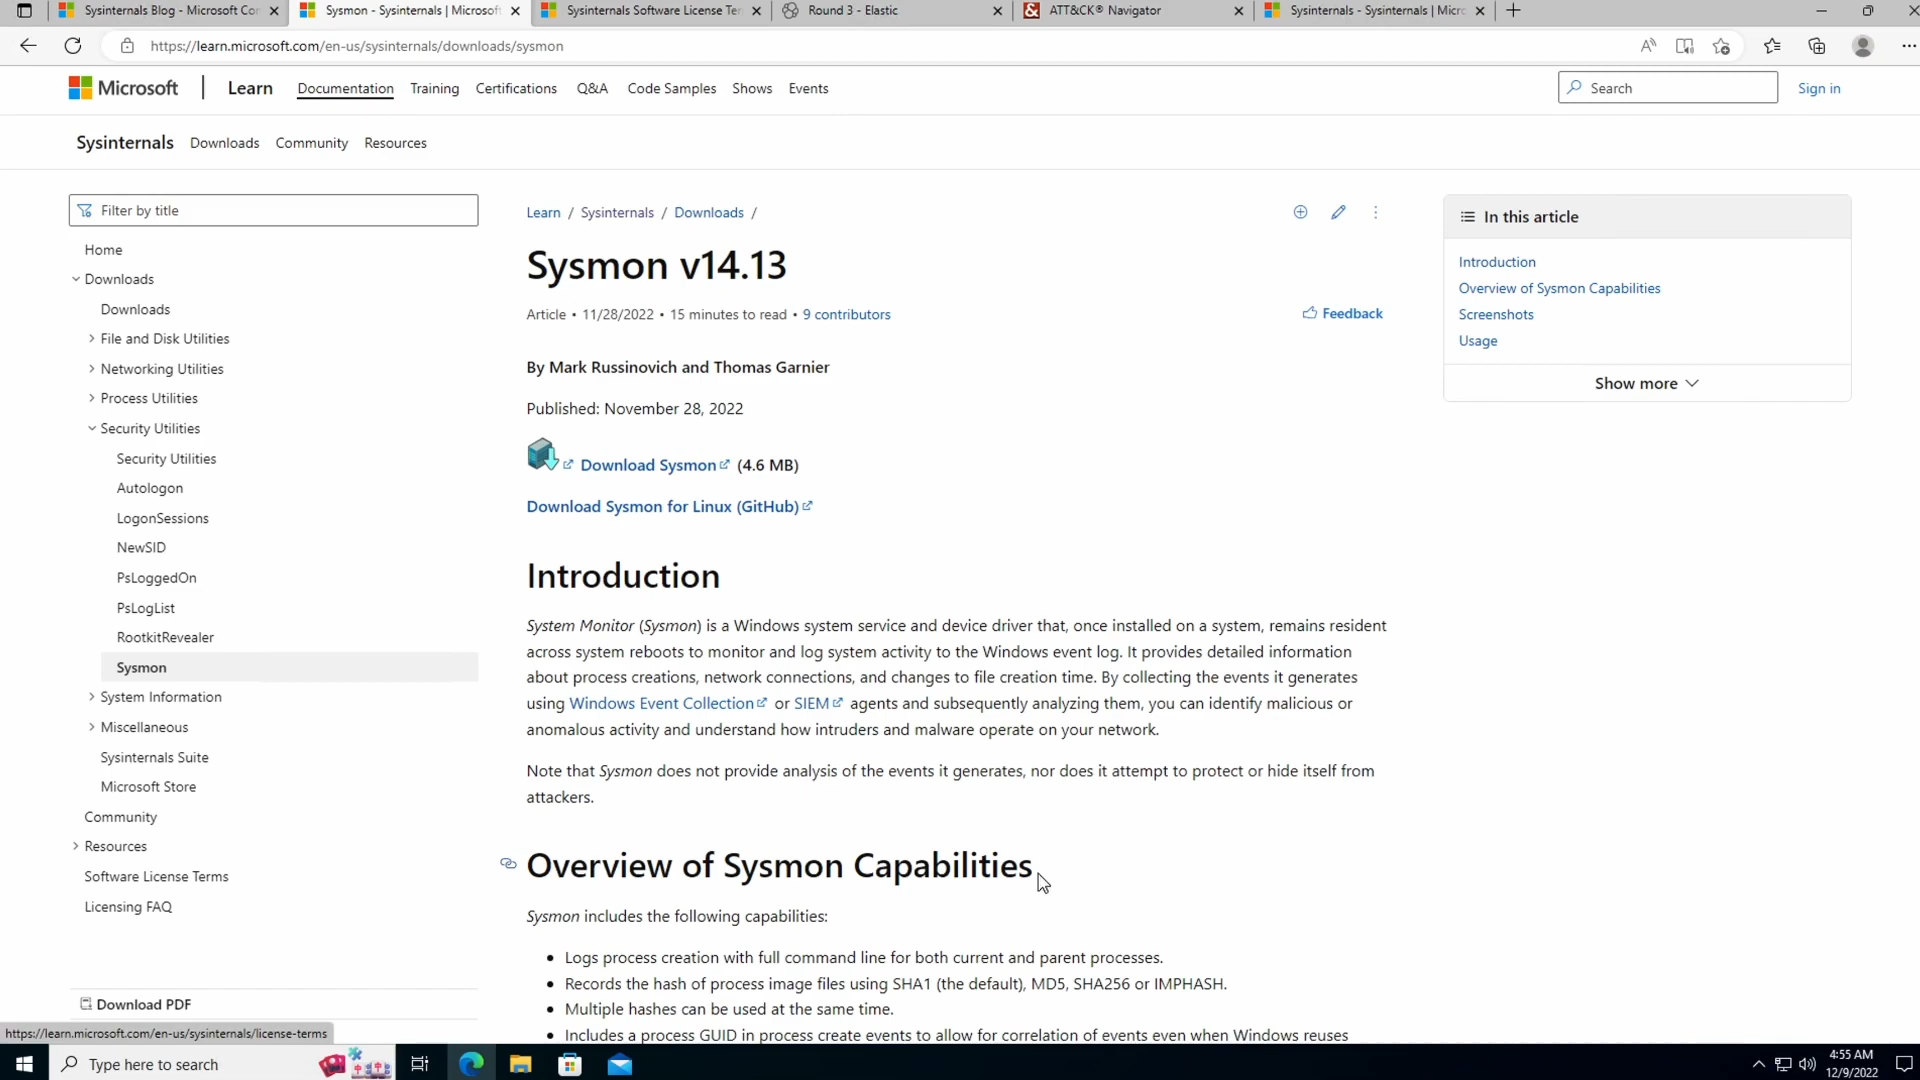 Sysinternals Blog - Microsoft Cor
Sysmon - Sysinternals | Microsoft
Sysinternals Software License Ter
Round 3 - Elastic
ATT&CK® Navigator
Sysinternals - Sysinternals | Micro
https://learn.microsoft.com/en-us/sysinternals/downloads/sysmon
Microsoft
Learn
Documentation
Training
Certifications
Q&A
Code Samples
Shows
Events
Search
Sign in
Sysinternals
Downloads
Community
Resources
Filter by title
Home
Downloads
Downloads
File and Disk Utilities
Networking Utilities
Process Utilities
Security Utilities
Security Utilities
Autologon
LogonSessions
NewSID
PsLoggedOn
PsLogList
RootkitRevealer
Sysmon
System Information
Miscellaneous
Sysinternals Suite
Microsoft Store
Community
Resources
Software License Terms
Licensing FAQ
Download PDF
Learn / Sysinternals / Downloads /
Sysmon v14.13
Article • 11/28/2022 • 15 minutes to read • 9 contributors
Feedback
By Mark Russinovich and Thomas Garnier
Published: November 28, 2022
Download Sysmon (4.6 MB)
Download Sysmon for Linux (GitHub)
Introduction
System Monitor (Sysmon) is a Windows system service and device driver that, once installed on a system, remains resident
across system reboots to monitor and log system activity to the Windows event log. It provides detailed information
about process creations, network connections, and changes to file creation time. By collecting the events it generates
using Windows Event Collection or SIEM agents and subsequently analyzing them, you can identify malicious or
anomalous activity and understand how intruders and malware operate on your network.
Note that Sysmon does not provide analysis of the events it generates, nor does it attempt to protect or hide itself from
attackers.
Overview of Sysmon Capabilities
Sysmon includes the following capabilities:
• Logs process creation with full command line for both current and parent processes.
• Records the hash of process image files using SHA1 (the default), MD5, SHA256 or IMPHASH.
• Multiple hashes can be used at the same time.
• Includes a process GUID in process create events to allow for correlation of events even when Windows reuses
In this article
Introduction
Overview of Sysmon Capabilities
Screenshots
Usage
Show more
https://learn.microsoft.com/en-us/sysinternals/license-terms
Type here to search
4:55 AM
12/9/2022